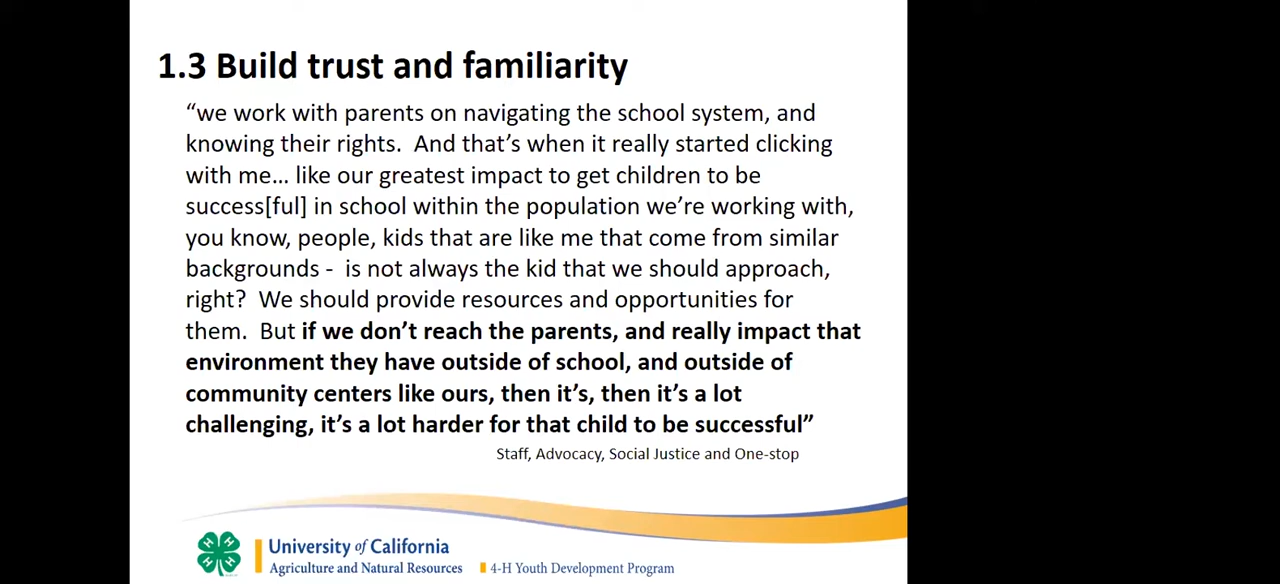 1.3 Build trust and familiarity
“we work with parents on navigating the school system, and
knowing their rights.  And that’s when it really started clicking
with me... like our greatest impact to get children to be
success[ful] in school within the population we’re working with,
you know, people, kids that are like me that come from similar
backgrounds -  is not always the kid that we should approach,
right?  We should provide resources and opportunities for
them.  But if we don’t reach the parents, and really impact that
environment they have outside of school, and outside of
community centers like ours, then it’s, then it’s a lot
challenging, it’s a lot harder for that child to be successful”
Staff, Advocacy, Social Justice and One-stop
H H H H
University of California
Agriculture and Natural Resources
4-H Youth Development Program